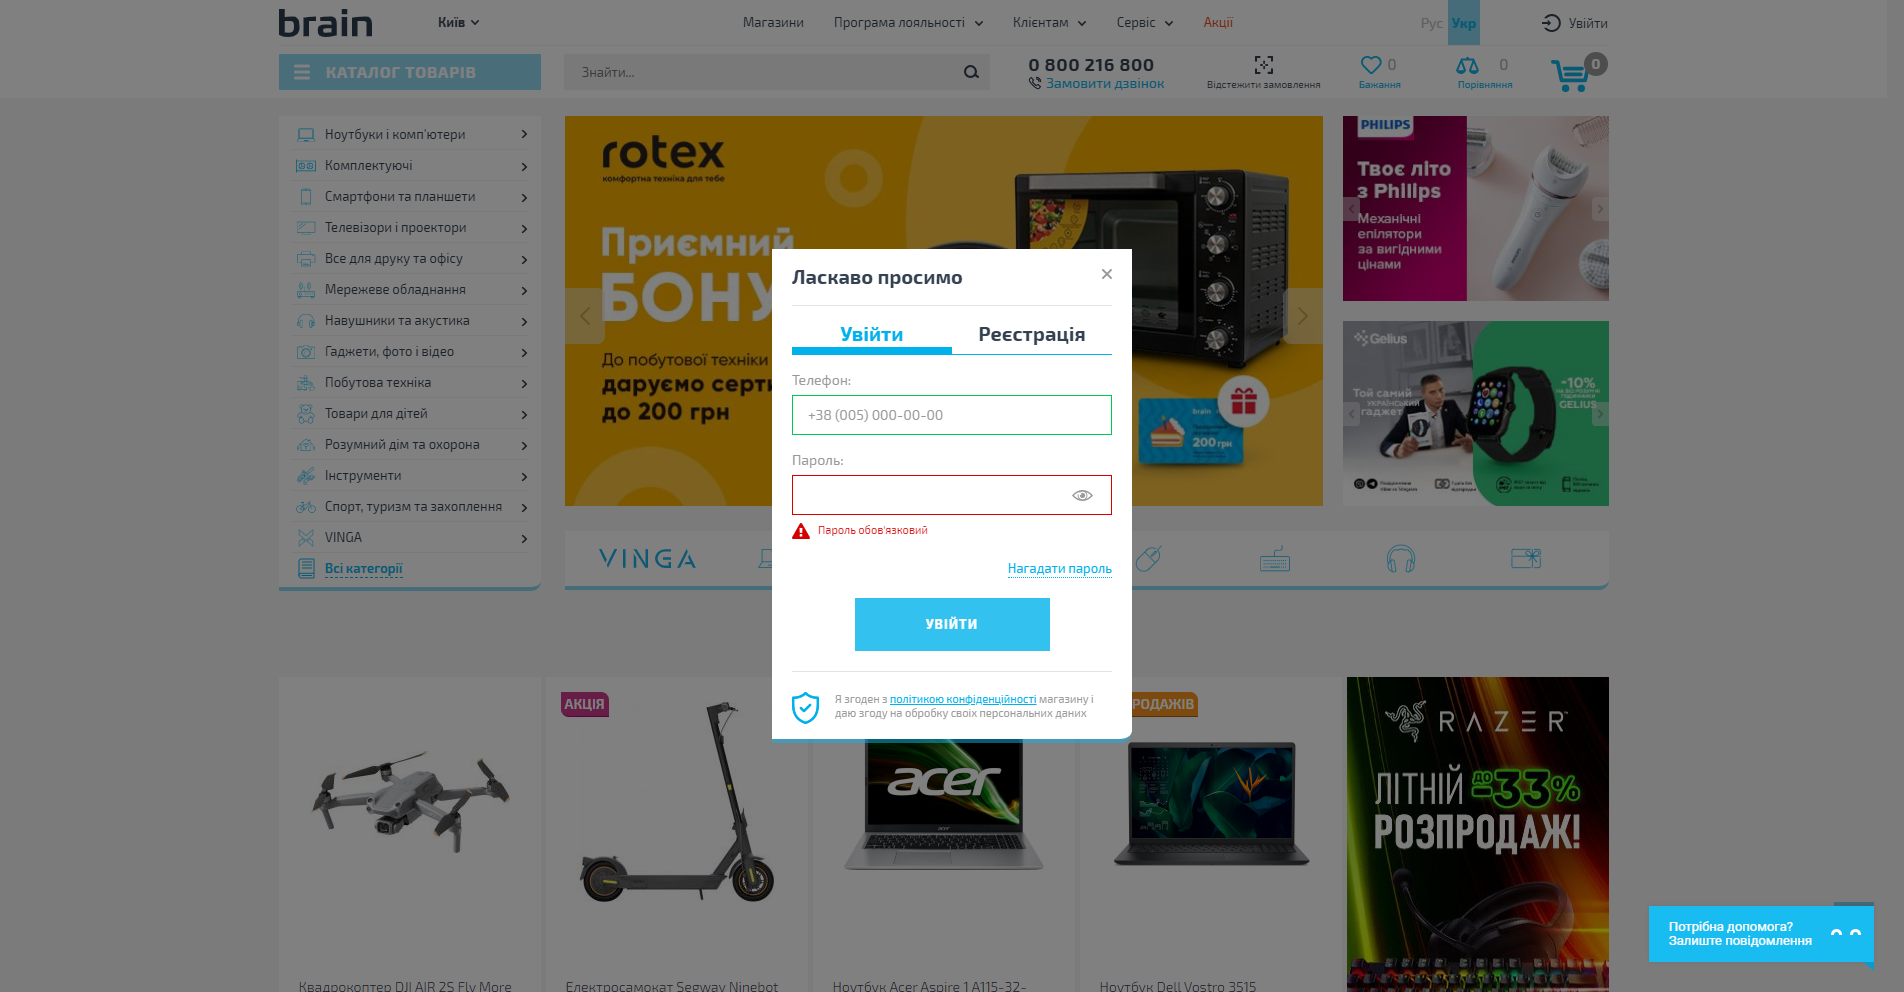 brain
Київ
Магазини
Програма лояльності
Клієнтам
Сервіс
Акції
Рус
Укр
Увійти
КАТАЛОГ ТОВАРІВ
Знайти...
0 800 216 800
Замовити дзвінок
Відстежити замовлення
0
Бажання
0
Порівняння
0
Ноутбуки і комп'ютери
Комплектуючі
Смартфони та планшети
Телевізори і проектори
Все для друку та офісу
Мережеве обладнання
Навушники та акустика
Гаджети, фото і відео
Побутова техніка
Товари для дітей
Розумний дім та охорона
Інструменти
Спорт, туризм та захоплення
VINGA
Всі категорії
rotex
комфортна техніка для тебе
Приємний
БОНУ
До побутової техніки
даруємо серти
до 200 грн
brain
200 грн
PHILIPS
Твоє літо
з Philips
Механічні
епілятори
за вигідними
цінами
Gelius
Той самий
український
гаджет
-10%
GELIUS
VINGA
Ласкаво просимо
Увійти
Реєстрація
Телефон:
+38 (005) 000-00-00
Пароль:
Пароль обов'язковий
Нагадати пароль
УВІЙТИ
Я згоден з політикою конфіденційності магазину і
даю згоду на обробку своїх персональних даних
АКЦІЯ
РОДАЖІВ
acer
RAZER
ЛІТНІЙ ДО -33%
РОЗПРОДАЖ!
Квадрокоптер DJI AIR 2S Fly More
Електросамокат Segway Ninebot
Ноутбук Acer Aspire 1 A115-32-
Ноутбук Dell Vostro 3515
Потрібна допомога?
Залиште повідомлення